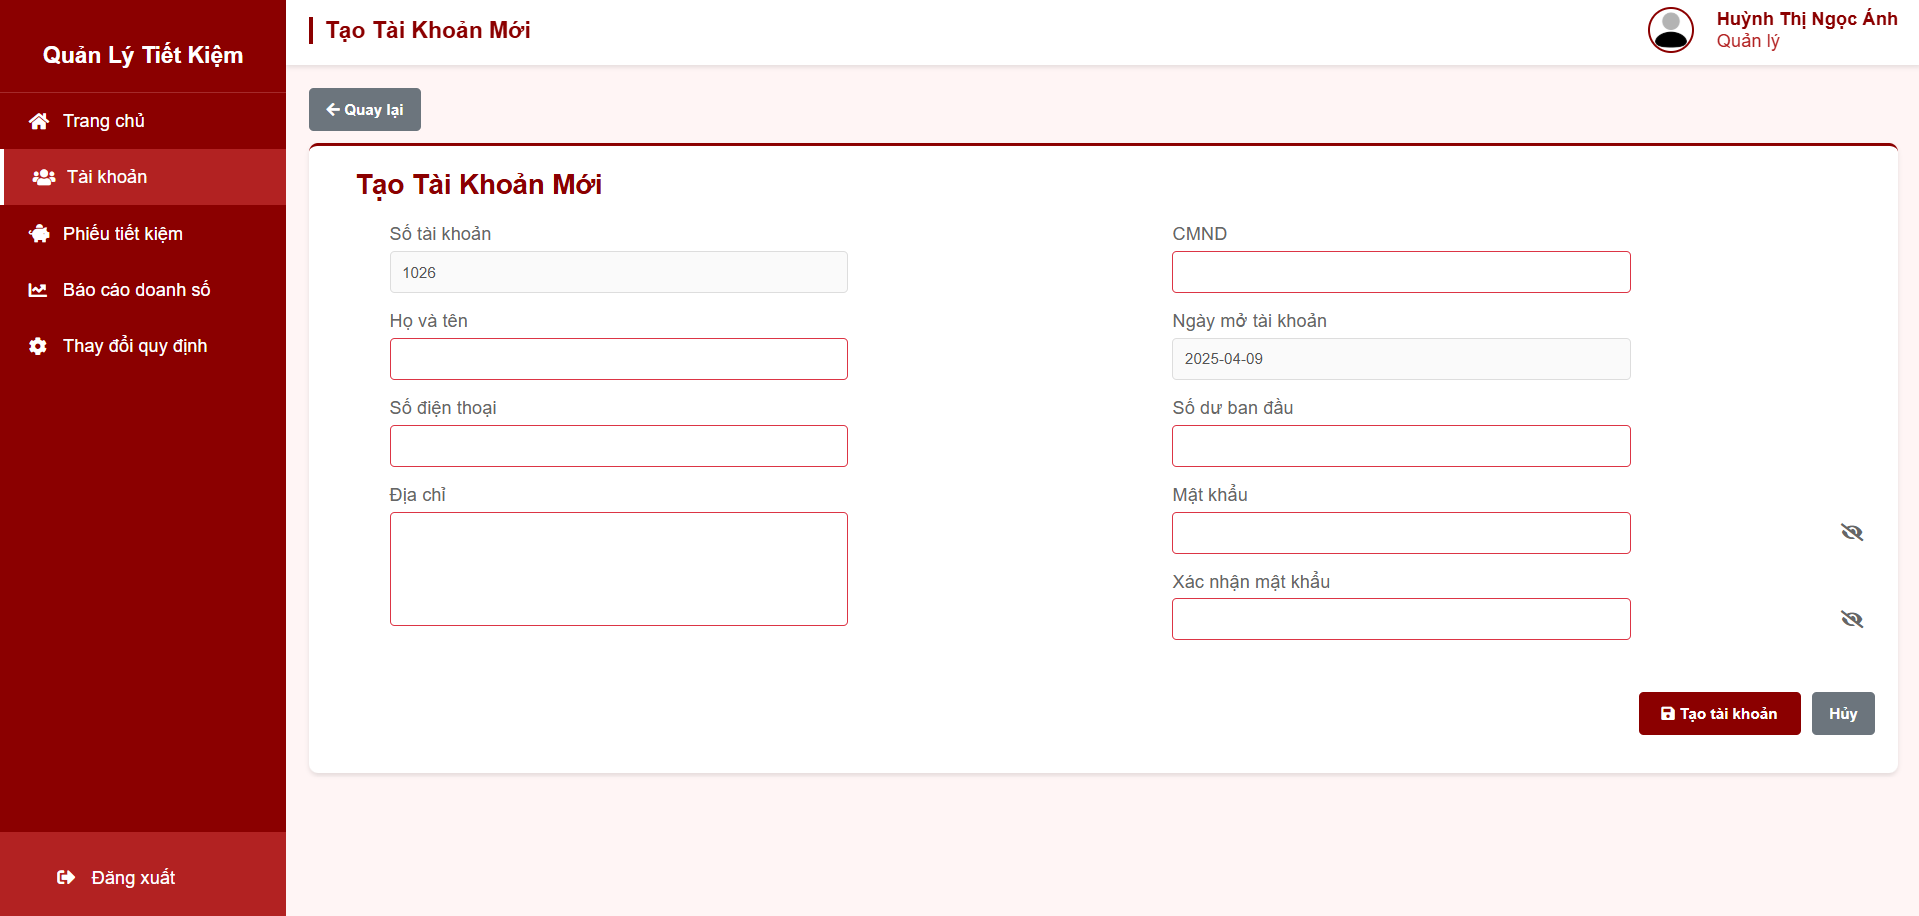 Quản Lý Tiết Kiệm
Trang chủ
Tài khoản
Phiếu tiết kiệm
Báo cáo doanh số
Thay đổi quy định
Đăng xuất
Tạo Tài Khoản Mới
Huỳnh Thị Ngọc Ánh
Quản lý
Quay lại
Tạo Tài Khoản Mới
Số tài khoản
1026
Họ và tên
Số điện thoại
Địa chỉ
CMND
Ngày mở tài khoản
2025-04-09
Số dư ban đầu
Mật khẩu
Xác nhận mật khẩu
Tạo tài khoản
Hủy